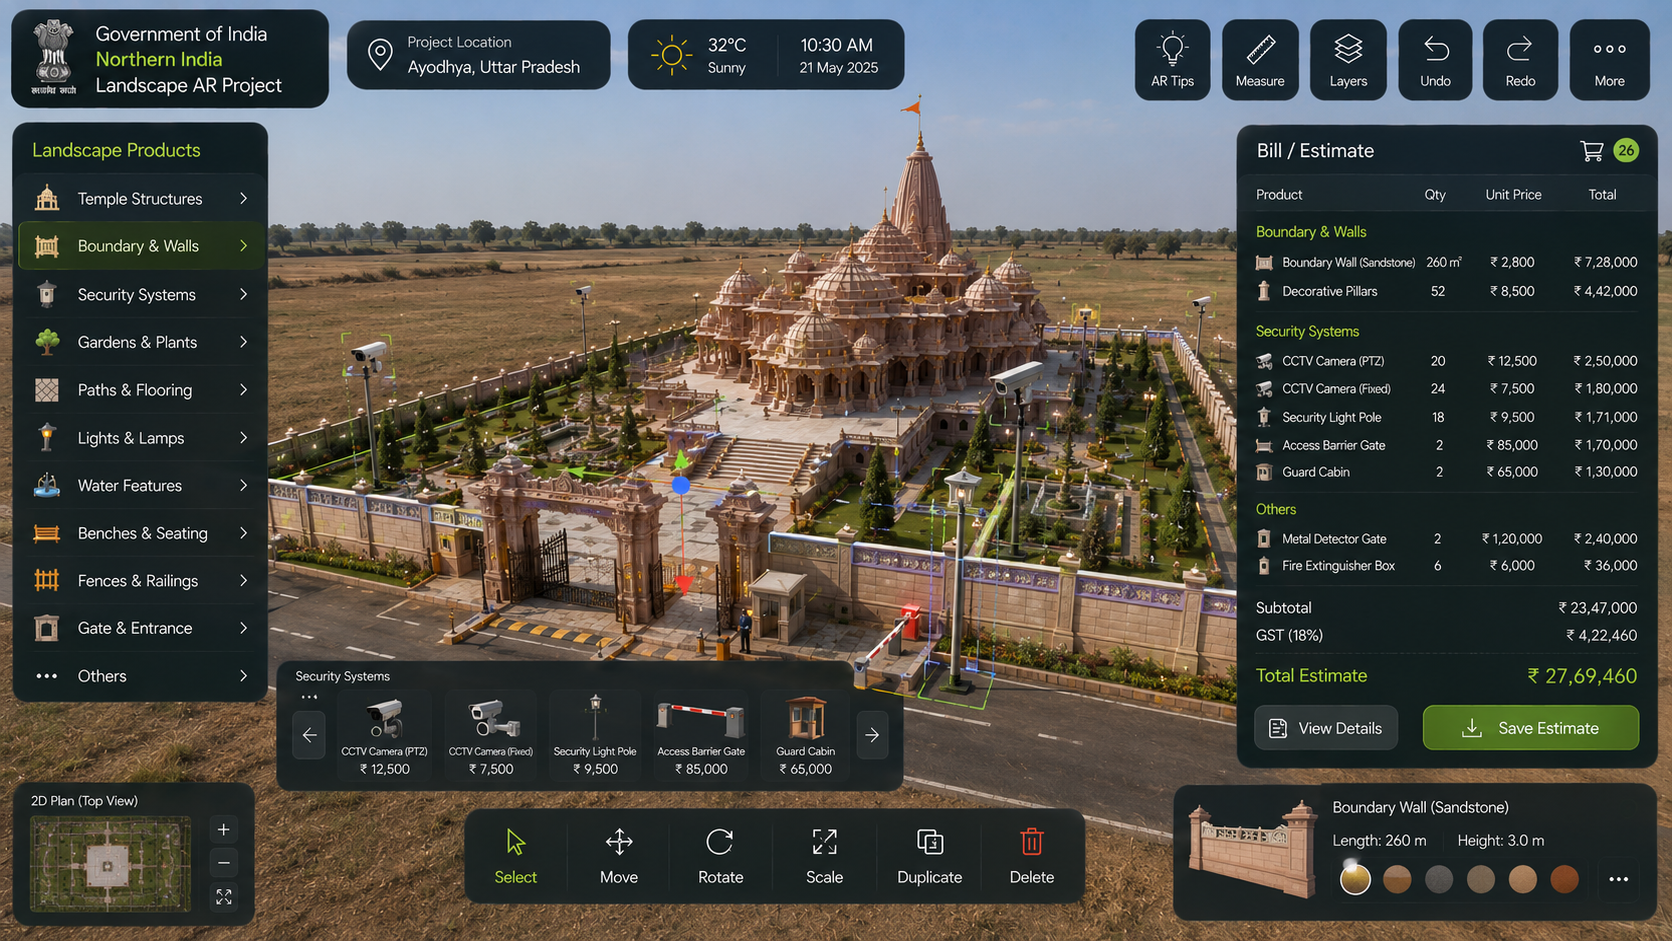 Government of India
Northern India
Landscape AR Project
Project Location
Ayodhya, Uttar Pradesh
32°C
Sunny
10:30 AM
21 May 2025
AR Tips
Measure
Layers
Undo
Redo
More
Landscape Products
Temple Structures
Boundary & Walls
Security Systems
Gardens & Plants
Paths & Flooring
Lights & Lamps
Water Features
Benches & Seating
Fences & Railings
Gate & Entrance
Others
Bill / Estimate
26
Product Qty Unit Price Total
Boundary & Walls
Boundary Wall (Sandstone) 260 m² ₹ 2,800 ₹ 7,28,000
Decorative Pillars 52 ₹ 8,500 ₹ 4,42,000
Security Systems
CCTV Camera (PTZ) 20 ₹ 12,500 ₹ 2,50,000
CCTV Camera (Fixed) 24 ₹ 7,500 ₹ 1,80,000
Security Light Pole 18 ₹ 9,500 ₹ 1,71,000
Access Barrier Gate 2 ₹ 85,000 ₹ 1,70,000
Guard Cabin 2 ₹ 65,000 ₹ 1,30,000
Others
Metal Detector Gate 2 ₹ 1,20,000 ₹ 2,40,000
Fire Extinguisher Box 6 ₹ 6,000 ₹ 36,000
Subtotal ₹ 23,47,000
GST (18%) ₹ 4,22,460
Total Estimate ₹ 27,69,460
View Details
Save Estimate
Security Systems
CCTV Camera (PTZ)
₹ 12,500
CCTV Camera (Fixed)
₹ 7,500
Security Light Pole
₹ 9,500
Access Barrier Gate
₹ 85,000
Guard Cabin
₹ 65,000
2D Plan (Top View)
Select
Move
Rotate
Scale
Duplicate
Delete
Boundary Wall (Sandstone)
Length: 260 m
Height: 3.0 m